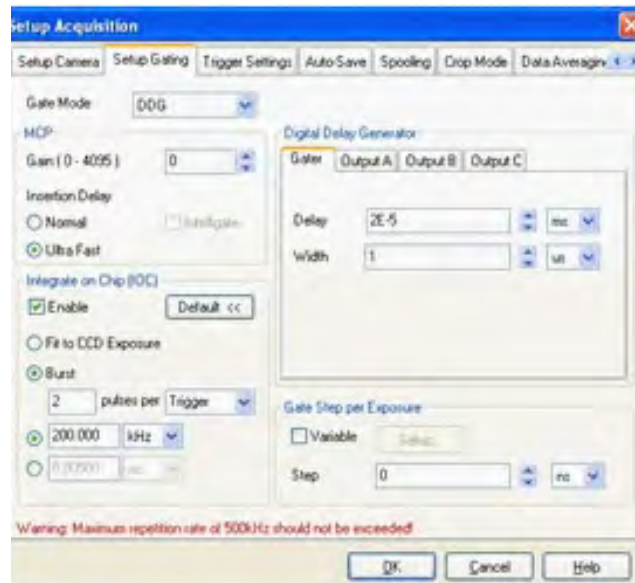 Setup Acquisition
Setup Camera Setup Gating Trigger Settings Auto Save Spooling Crop Mode Data Averagin
Gate Mode DDG
MCP
Gain ( 0 - 4095 ) 0
Insertion Delay
Normal Intelligate
Ultra Fast
Integrate on Chip (IOC)
Enable Default <<
Fit to CCD Exposure
Burst
2 pulses per Trigger
200.000 kHz
Digital Delay Generator
Gater Output A Output B Output C
Delay 2E-5
Width 1 us
Gate Step per Exposure
Variable Setup...
Step 0
Warning: Maximum repetition rate of 500kHz should not be exceeded!
OK Cancel Help